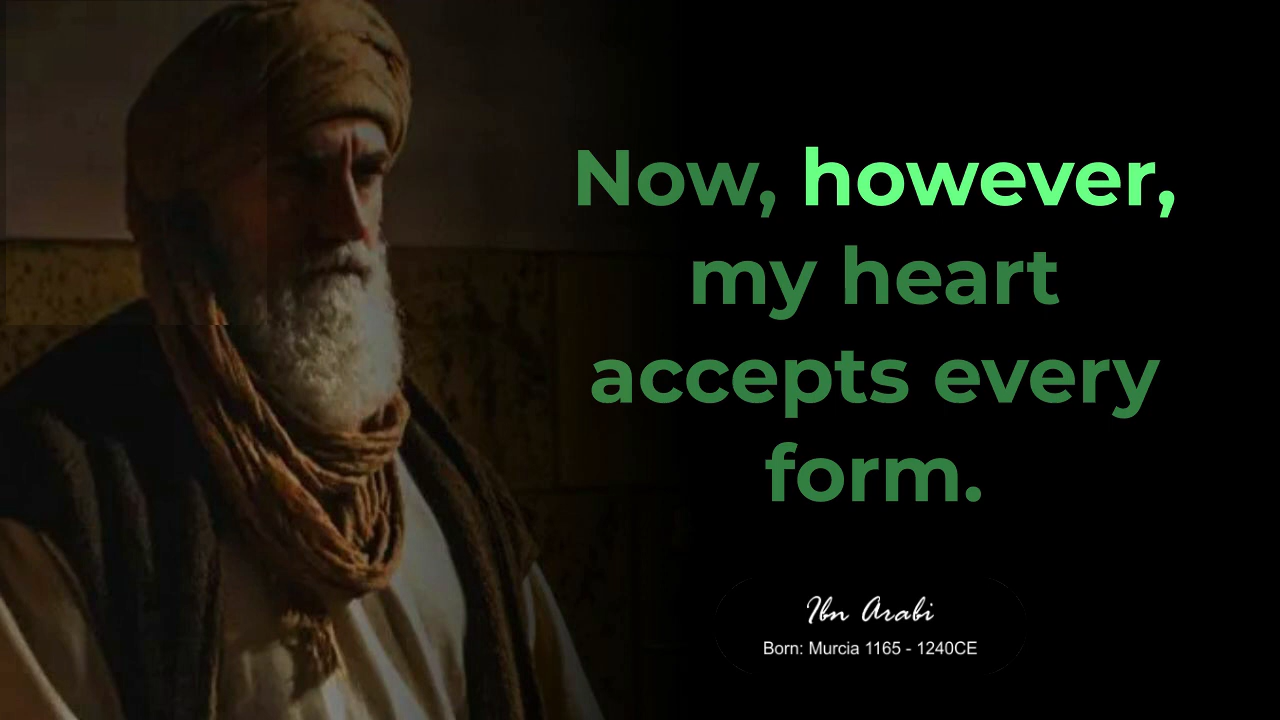 Now, however,
my heart
accepts every
form.
Ibn Arabi
Born: Murcia 1165 - 1240CE